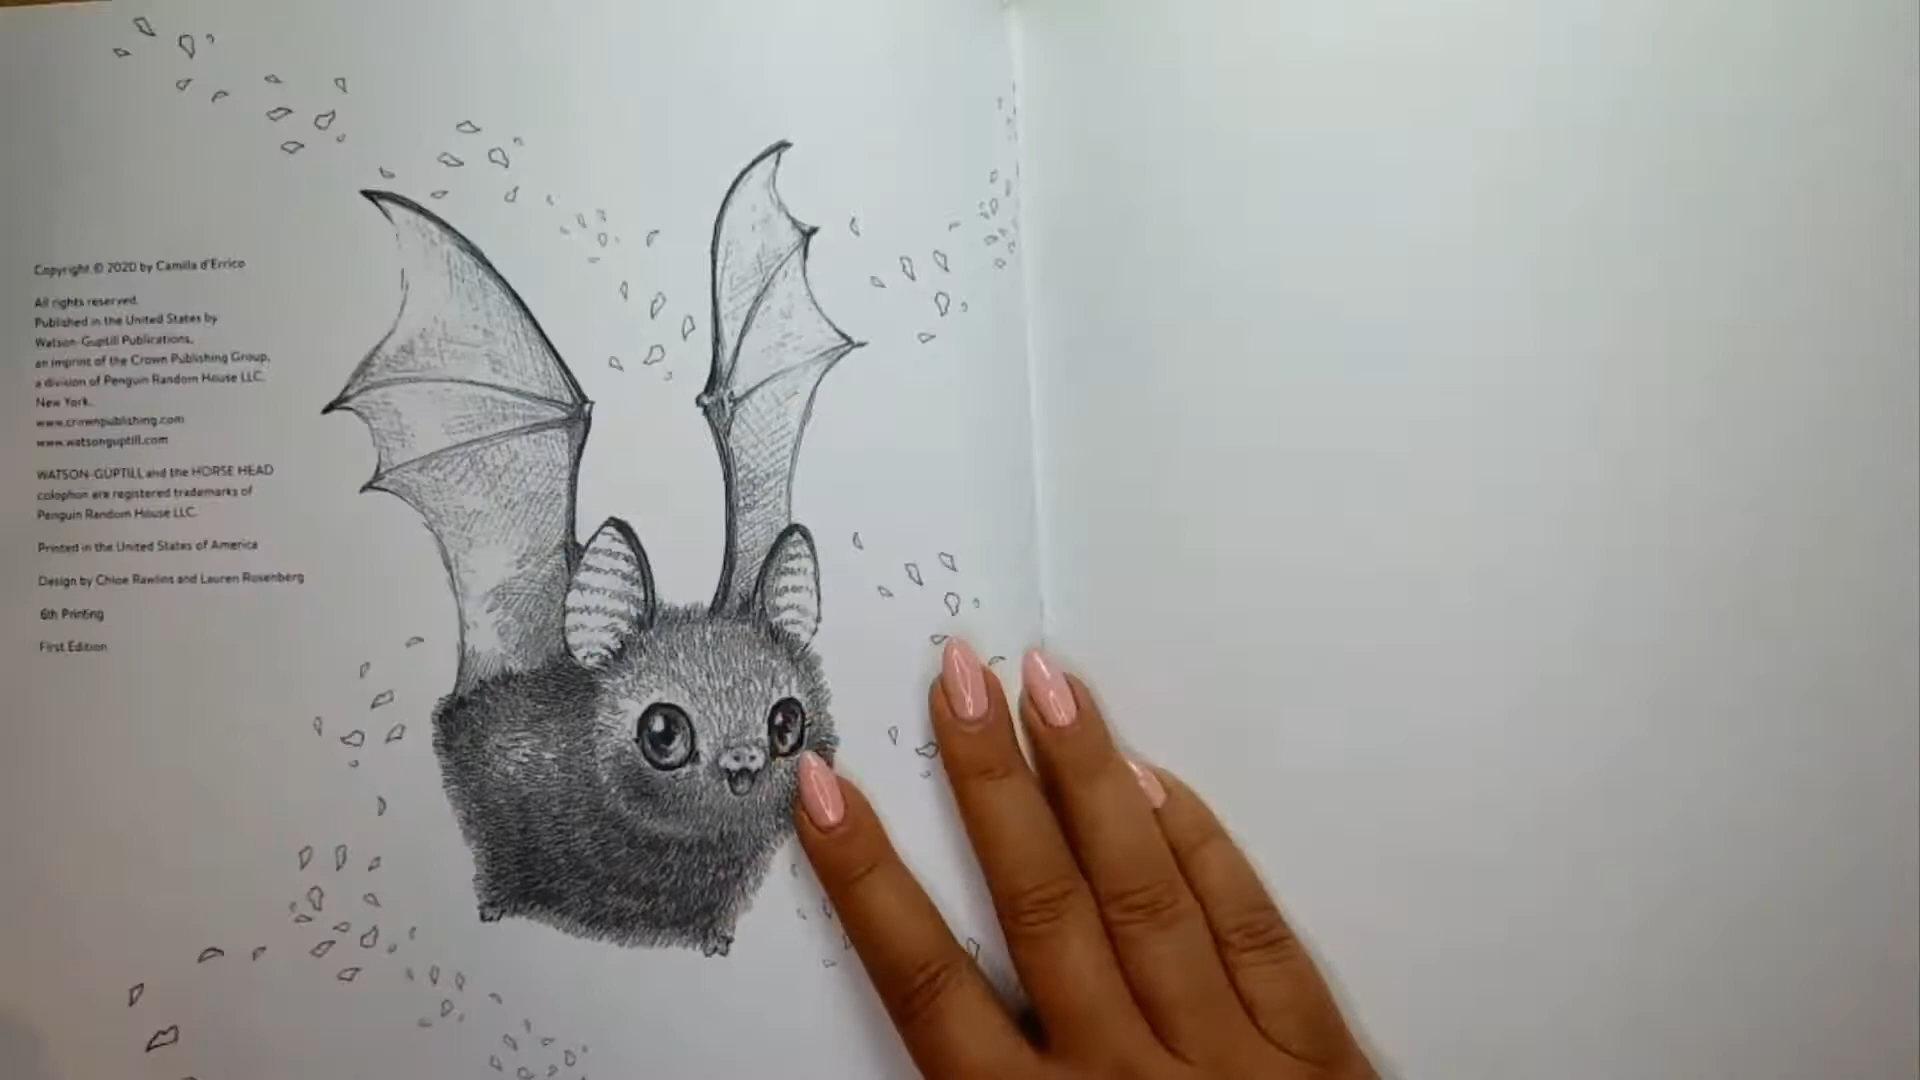 Copyright © 2020 by Camilla d'Errico
All rights reserved.
Published in the United States by
Watson-Guptill Publications,
an imprint of the Crown Publishing Group,
a division of Penguin Random House LLC,
New York.
www.crownpublishing.com
www.watsonguptill.com
WATSON-GUPTILL and the HORSE HEAD
colophon are registered trademarks of
Penguin Random House LLC.
Printed in the United States of America
Design by Chloe Rawlins and Lauren Rosenberg
6th Printing
First Edition